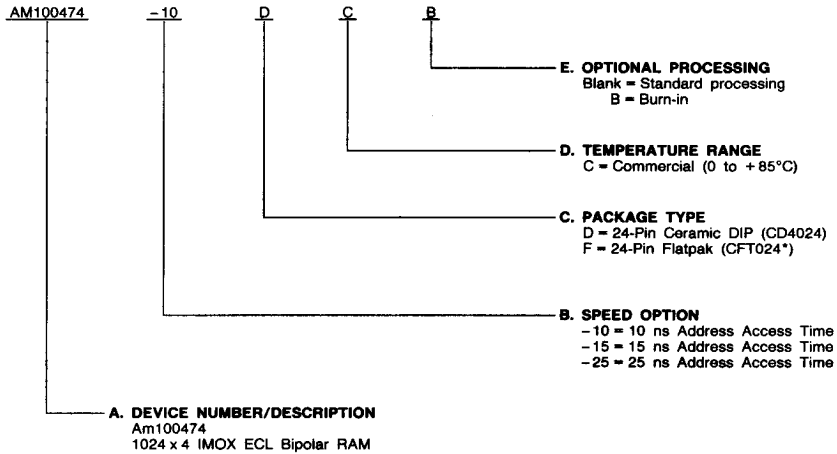 AM100474 -10 D C B
E. OPTIONAL PROCESSING
Blank = Standard processing
B = Burn-in
D. TEMPERATURE RANGE
C = Commercial (0 to +85°C)
C. PACKAGE TYPE
D = 24-Pin Ceramic DIP (CD4024)
F = 24-Pin Flatpak (CFT024*)
B. SPEED OPTION
-10 = 10 ns Address Access Time
-15 = 15 ns Address Access Time
-25 = 25 ns Address Access Time
A. DEVICE NUMBER/DESCRIPTION
Am100474
1024 x 4 IMOX ECL Bipolar RAM